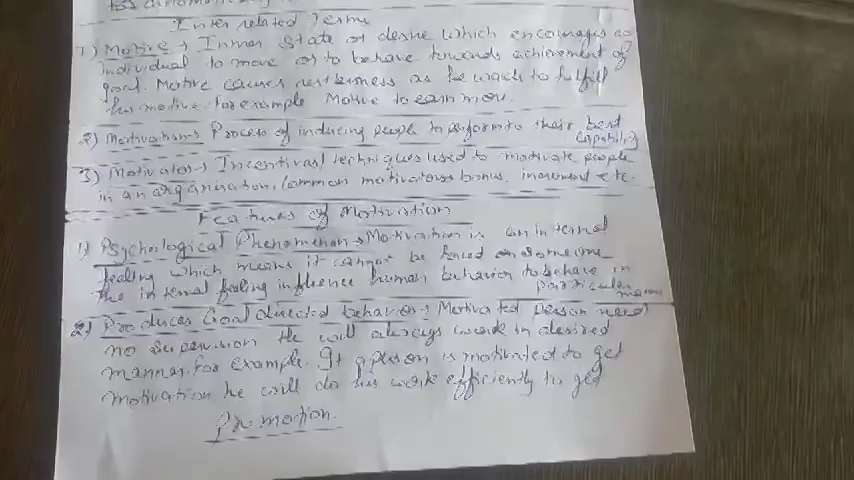 Inter related Terms
1) Motive → Inner State of desire which encourages an
individual to move or to behave towards achievement of
goal. Motive causes restlessness as he wants to fulfill
his motive. For example Motive to earn more.
2) Motivation → Process of inducing people to perform to their best
capability
3) Motivator → Incentives/techniques used to motivate people
in an organisation. Common motivators bonus, increment etc.
Features of Motivation
1) Psychological Phenomenon → Motivation is an internal
feeling which means it cannot be forced on someone
the internal feeling influence human behavior to behave in
particular manner
2) Produces Goal directed behavior: Motivated person need
no supervision He will always work in desired
manner. For example. If a person is motivated to get
motivation he will do his work efficiently to get
Promotion.